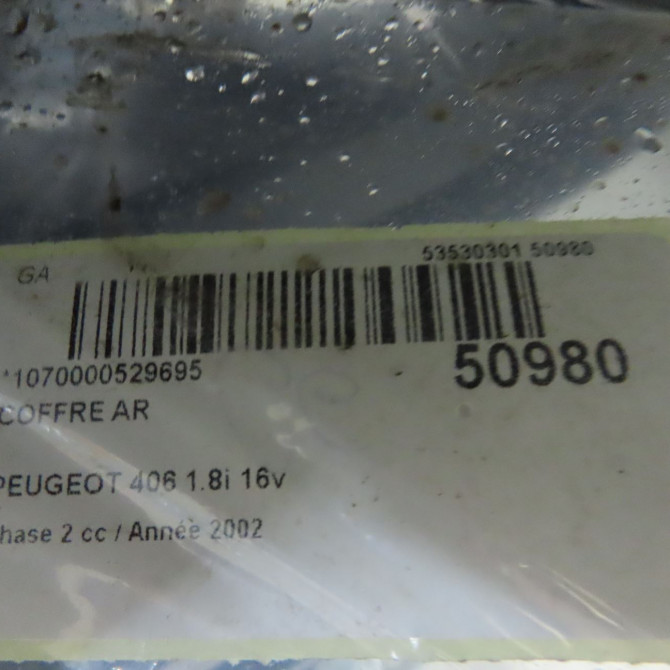 GA
53530301 50980
*1070000529695
50980
COFFRE AR
PEUGEOT 406 1.8i 16v
hase 2 cc / Année 2002